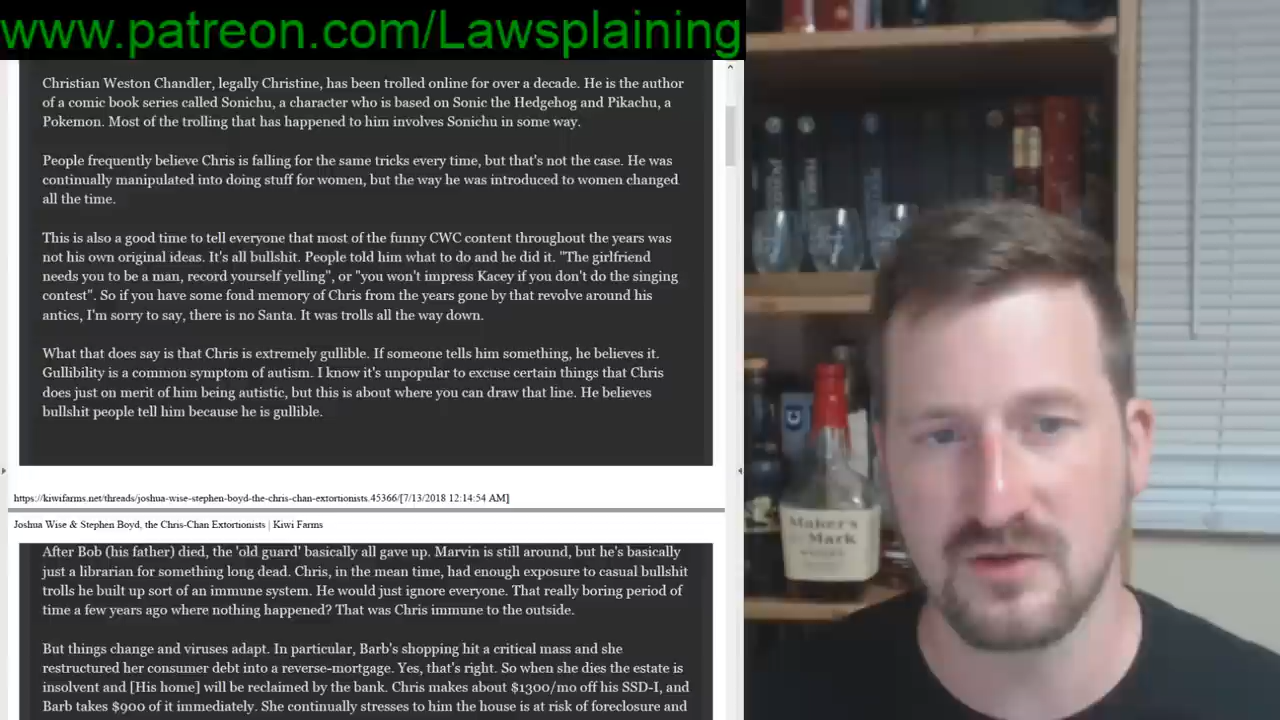 www.patreon.com/Lawsplaining
Christian Weston Chandler, legally Christine, has been trolled online for over a decade. He is the author
of a comic book series called Sonichu, a character who is based on Sonic the Hedgehog and Pikachu, a
Pokemon. Most of the trolling that has happened to him involves Sonichu in some way.
People frequently believe Chris is falling for the same tricks every time, but that's not the case. He was
continually manipulated into doing stuff for women, but the way he was introduced to women changed
all the time.
This is also a good time to tell everyone that most of the funny CWC content throughout the years was
not his own original ideas. It's all bullshit. People told him what to do and he did it. "The girlfriend
needs you to be a man, record yourself yelling", or "you won't impress Kacey if you don't do the singing
contest". So if you have some fond memory of Chris from the years gone by that revolve around his
antics, I'm sorry to say, there is no Santa. It was trolls all the way down.
What that does say is that Chris is extremely gullible. If someone tells him something, he believes it.
Gullibility is a common symptom of autism. I know it's unpopular to excuse certain things that Chris
does just on merit of him being autistic, but this is about where you can draw that line. He believes
bullshit people tell him because he is gullible.
https://kiwifarms.net/threads/joshua-wise-stephen-boyd-the-chris-chan-extortionists.45366/[7/13/2018 12:14:54 AM]
Joshua Wise & Stephen Boyd, the Chris-Chan Extortionists | Kiwi Farms
After Bob (his father) died, the 'old guard' basically all gave up. Marvin is still around, but he's basically
just a librarian for something long dead. Chris, in the mean time, had enough exposure to casual bullshit
trolls he built up sort of an immune system. He would just ignore everyone. That really boring period of
time a few years ago where nothing happened? That was Chris immune to the outside.
But things change and viruses adapt. In particular, Barb's shopping hit a critical mass and she
restructured her consumer debt into a reverse-mortgage. Yes, that's right. So when she dies the estate is
insolvent and [His home] will be reclaimed by the bank. Chris makes about $1300/mo off his SSD-I, and
Barb takes $900 of it immediately. She continually stresses to him the house is at risk of foreclosure and
Maker's
Mark